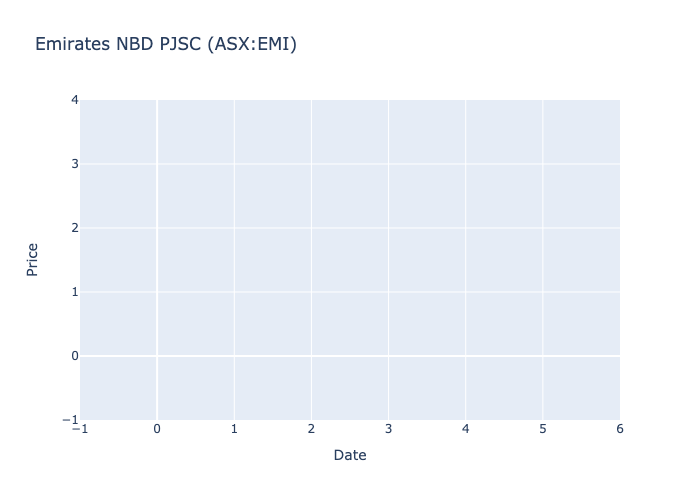 Emirates NBD PJSC (ASX:EMI)
4
3
2
1
0
−1
Price
−1 0 1 2 3 4 5 6
Date